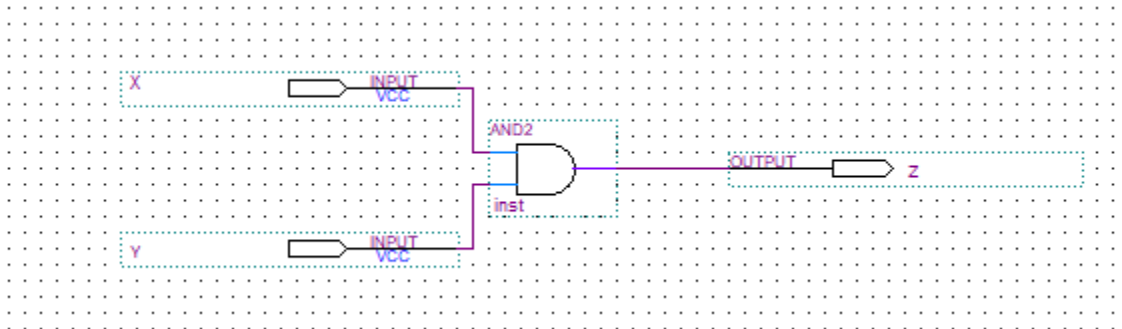 X
INPUT
VCC
AND2
OUTPUT
Z
inst
Y
INPUT
VCC